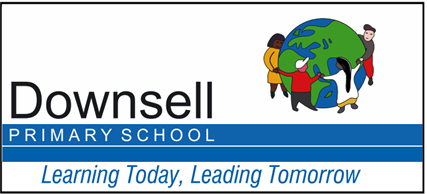 Downsell
PRIMARY SCHOOL
Learning Today, Leading Tomorrow